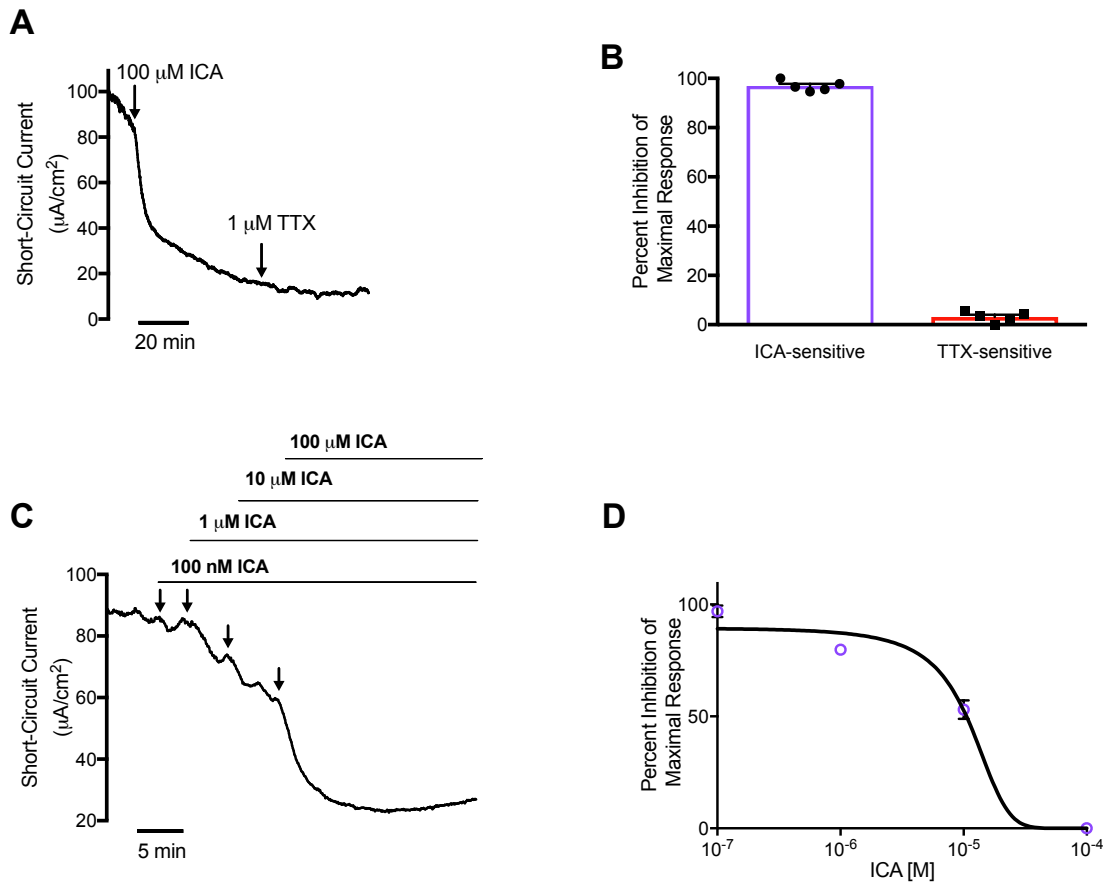 A
100 μM ICA
1 μM TTX
Short-Circuit Current
(μA/cm2)
100
80
60
40
20
0
20 min
B
Percent Inhibition of
Maximal Response
100
80
60
40
20
0
ICA-sensitive
TTX-sensitive
C
100 μM ICA
10 μM ICA
1 μM ICA
100 nM ICA
Short-Circuit Current
(μA/cm2)
100
80
60
40
20
5 min
D
Percent Inhibition of
Maximal Response
100
50
0
10-7
10-6
10-5
10-4
ICA [M]